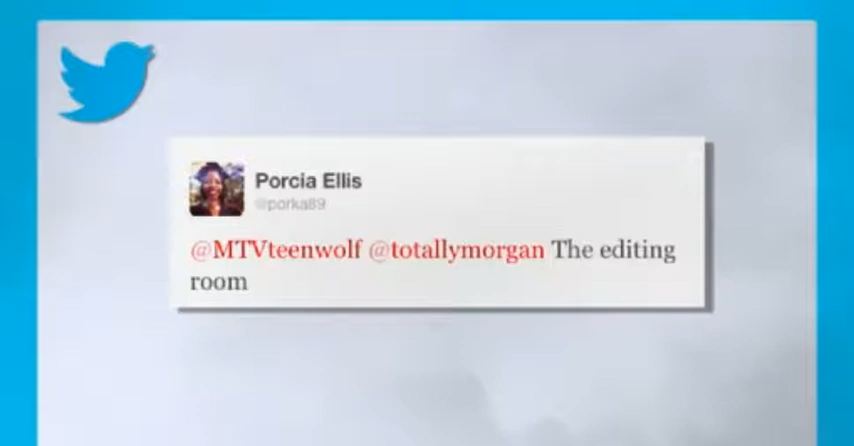 Porcia Ellis
@porka89
@MTVteenwolf @totallymorgan The editing
room